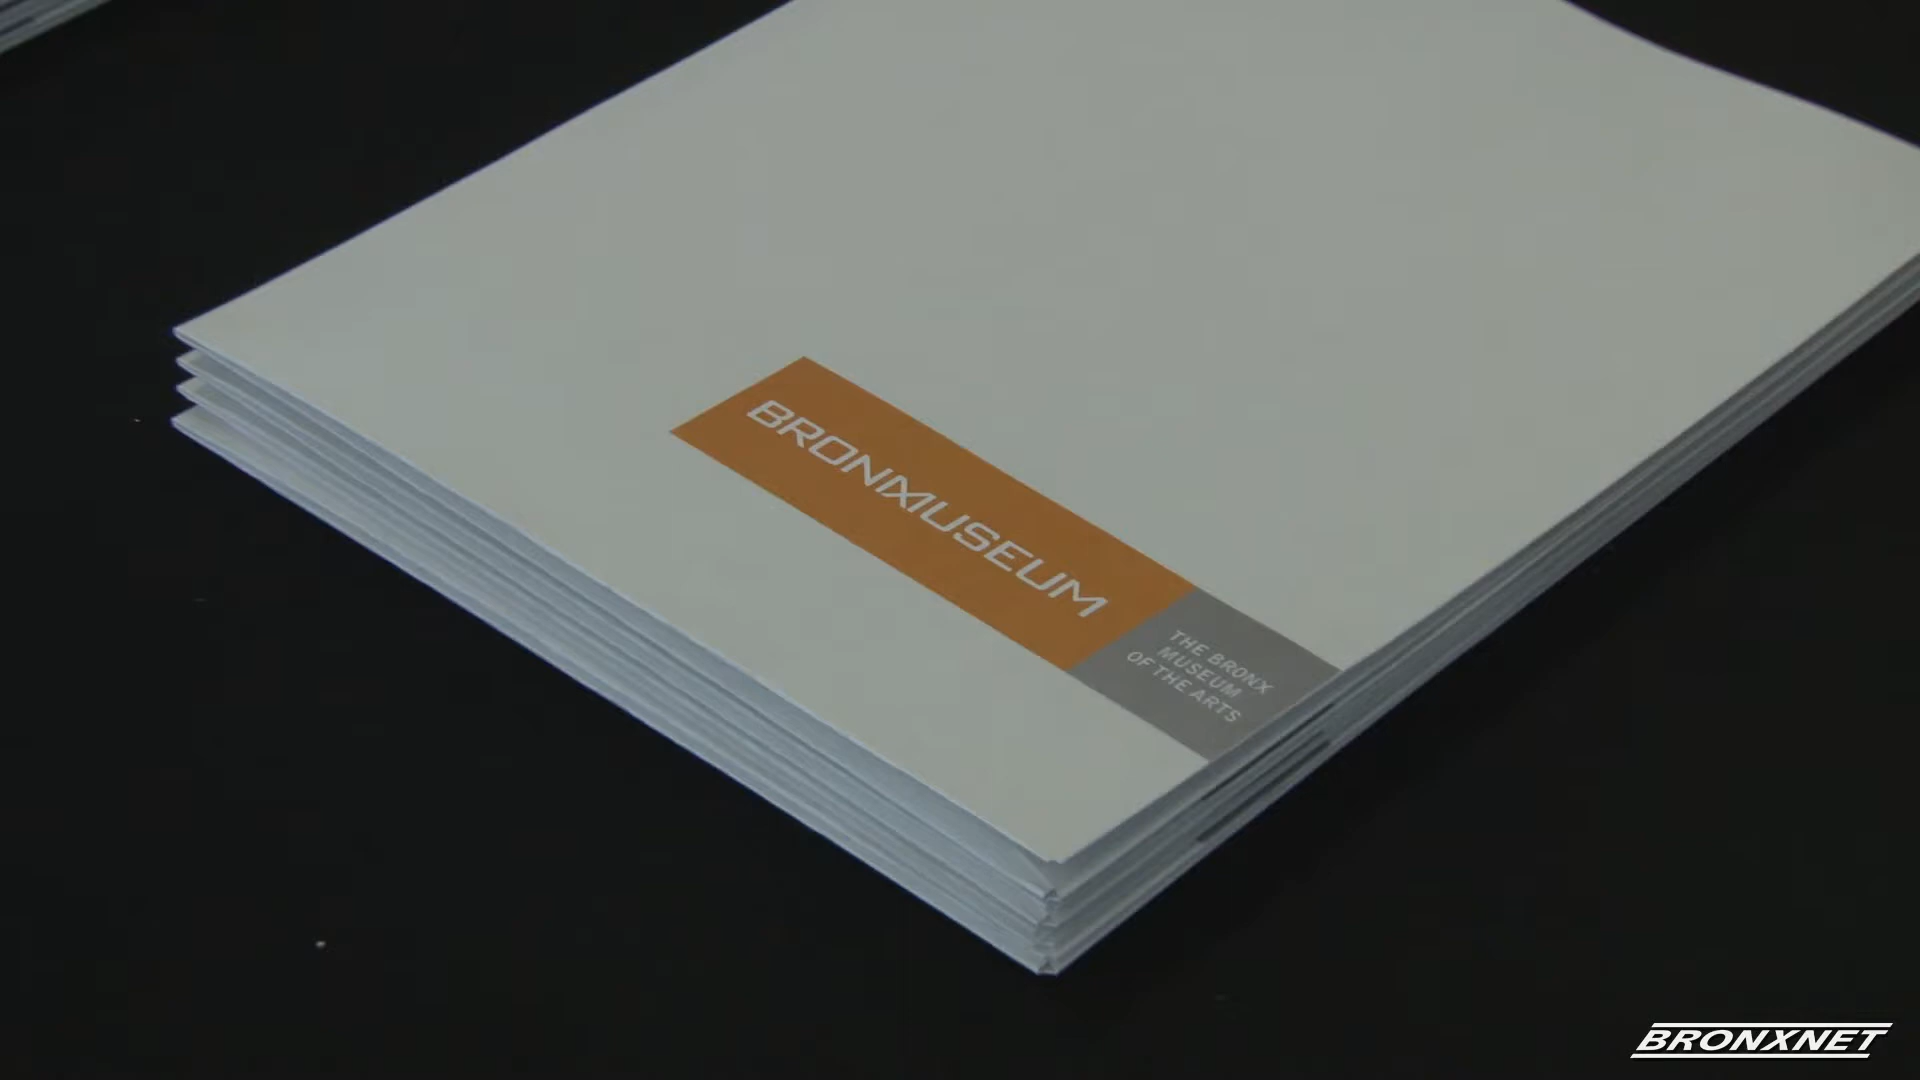 BRONXMUSEUM
THE BRONX
MUSEUM
OF THE ARTS
BRONXNET